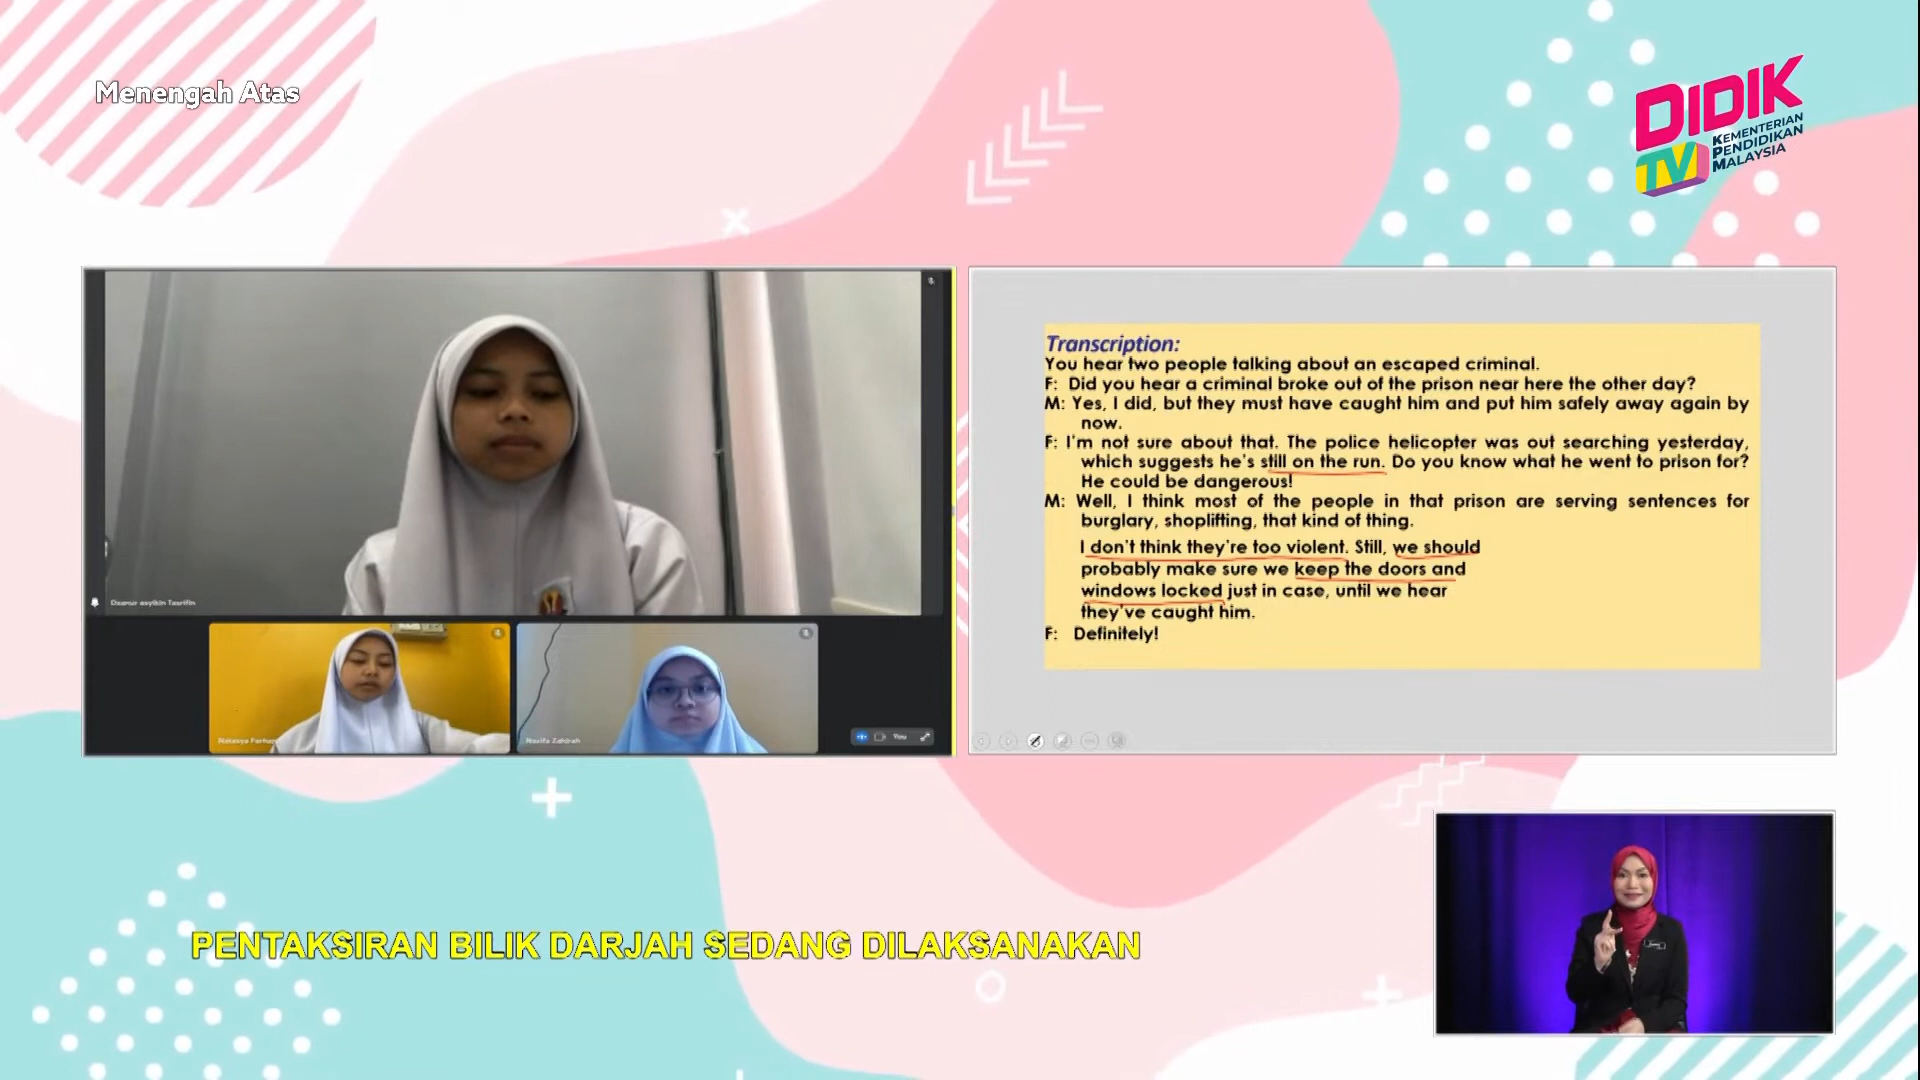 Menengah Atas
DIDIK
TV
KEMENTERIAN
PENDIDIKAN
MALAYSIA
Transcription:
You hear two people talking about an escaped criminal.
F: Did you hear a criminal broke out of the prison near here the other day?
M: Yes, I did, but they must have caught him and put him safely away again by
now.
F: I'm not sure about that. The police helicopter was out searching yesterday,
which suggests he's still on the run. Do you know what he went to prison for?
He could be dangerous!
M: Well, I think most of the people in that prison are serving sentences for
burglary, shoplifting, that kind of thing.
I don't think they're too violent. Still, we should
probably make sure we keep the doors and
windows locked just in case, until we hear
they've caught him.
F: Definitely!
You
PENTAKSIRAN BILIK DARJAH SEDANG DILAKSANAKAN